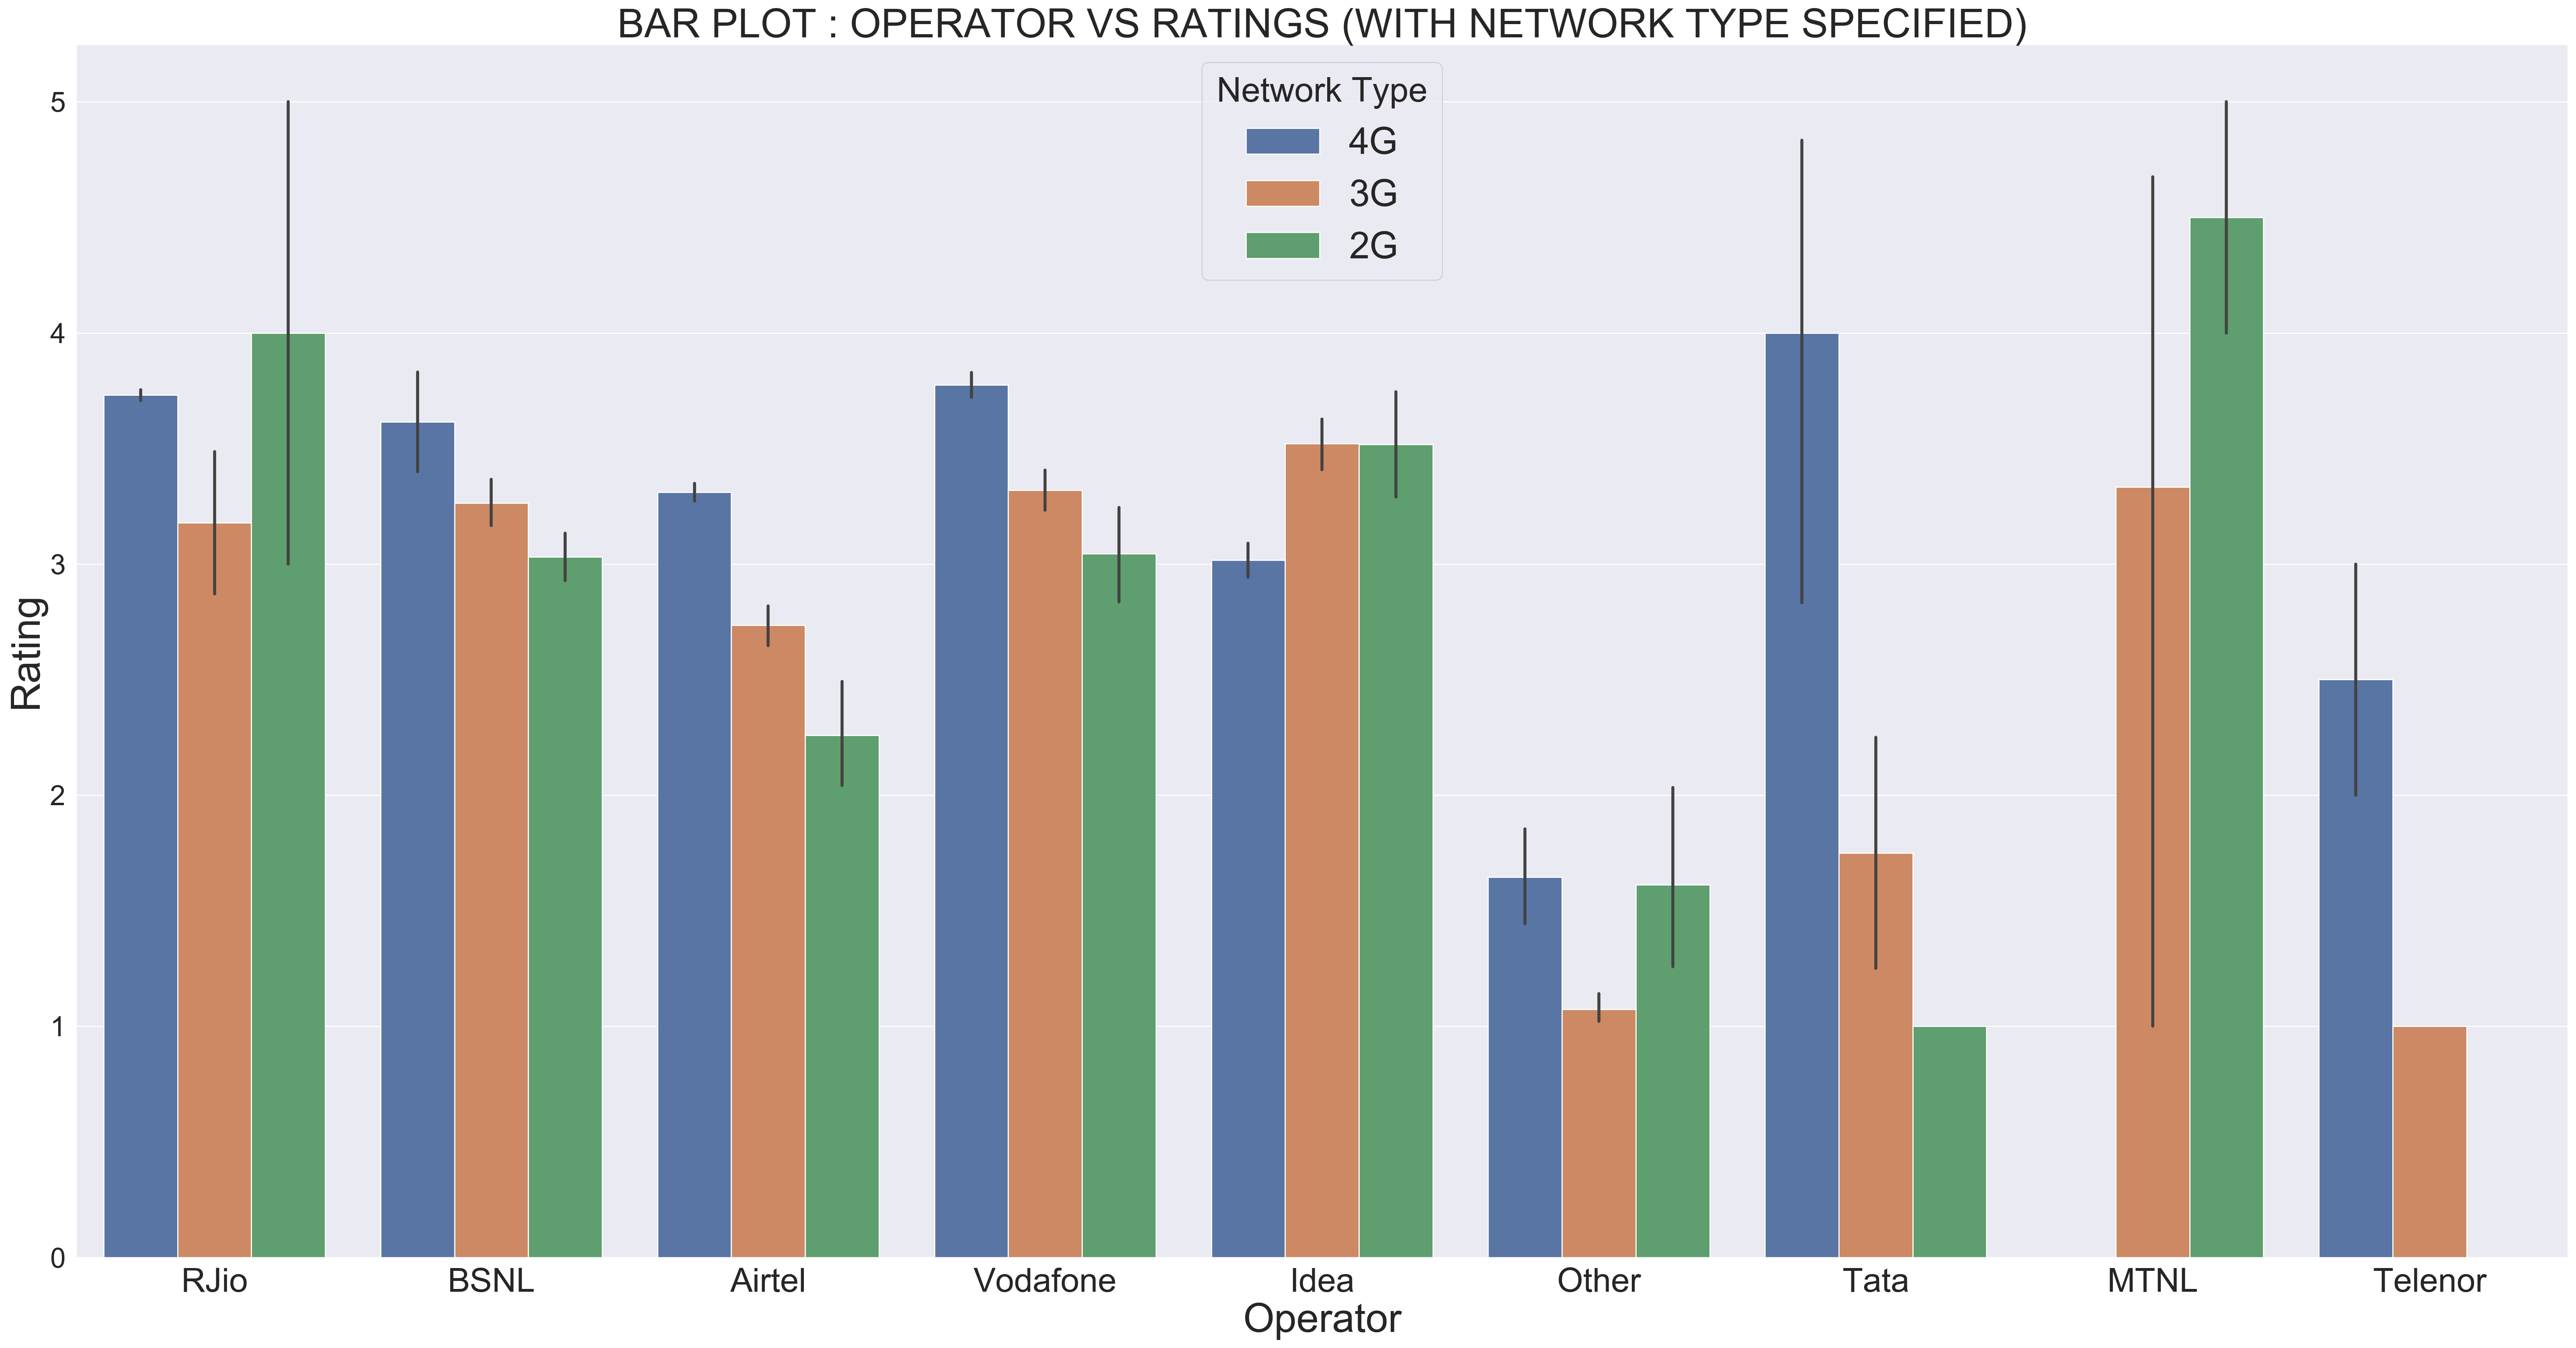 BAR PLOT : OPERATOR VS RATINGS (WITH NETWORK TYPE SPECIFIED)
Network Type
4G
3G
2G
5
4
3
2
1
0
Rating
RJio BSNL Airtel Vodafone Idea Other Tata MTNL Telenor
Operator